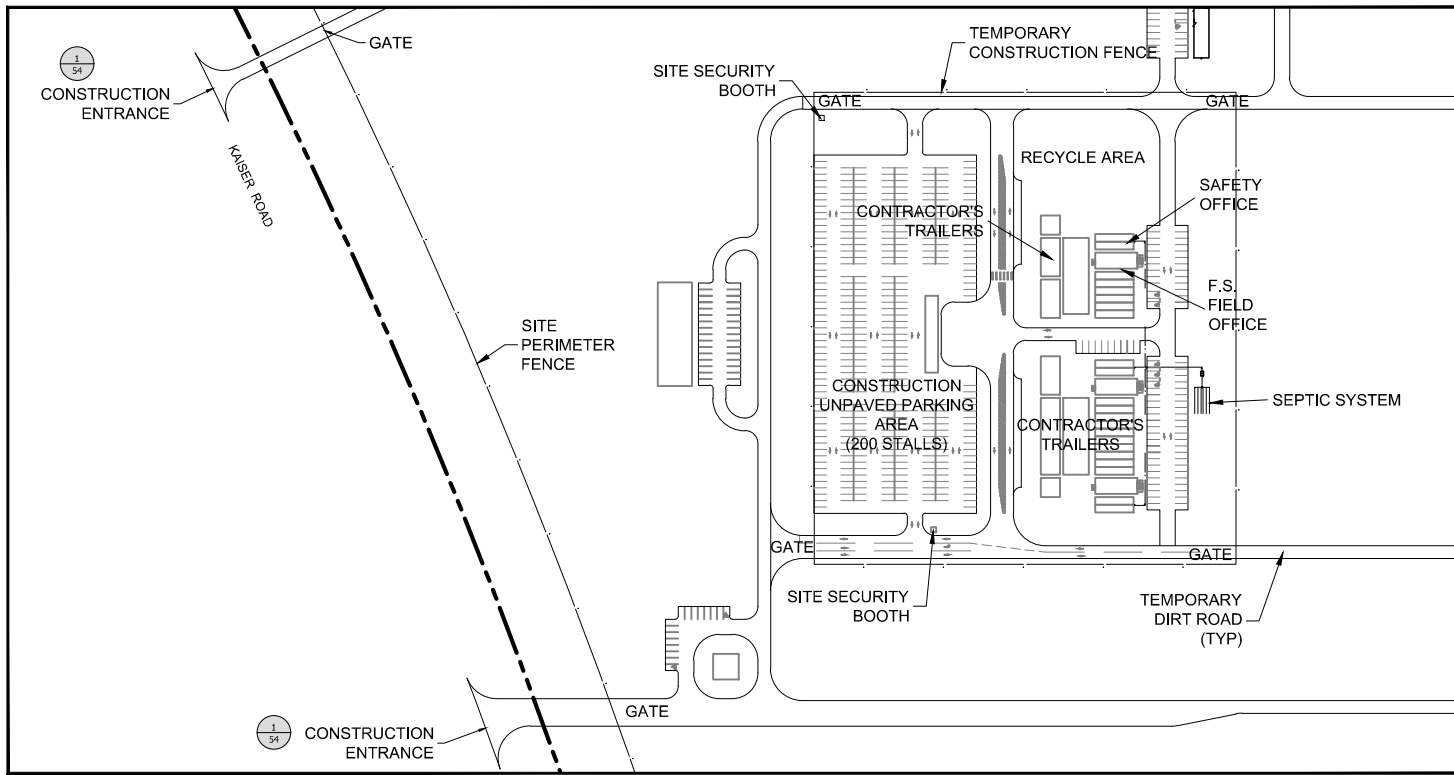 1
54
CONSTRUCTION
ENTRANCE
GATE
KAISER ROAD
SITE SECURITY
BOOTH
TEMPORARY
CONSTRUCTION FENCE
GATE
GATE
RECYCLE AREA
SAFETY
OFFICE
CONTRACTOR'S
TRAILERS
F.S.
FIELD
OFFICE
SITE
PERIMETER
FENCE
CONSTRUCTION
UNPAVED PARKING
AREA
(200 STALLS)
CONTRACTOR'S
TRAILERS
SEPTIC SYSTEM
GATE
GATE
SITE SECURITY
BOOTH
TEMPORARY
DIRT ROAD
(TYP)
GATE
1
54
CONSTRUCTION
ENTRANCE